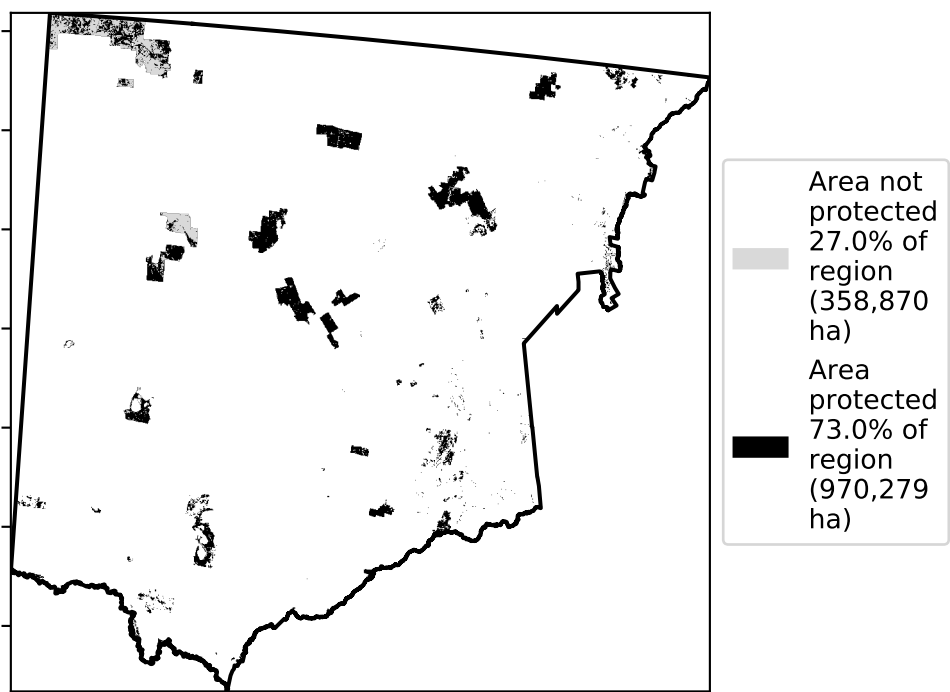 Area not
protected
27.0% of
region
(358,870
ha)
Area
protected
73.0% of
region
(970,279
ha)